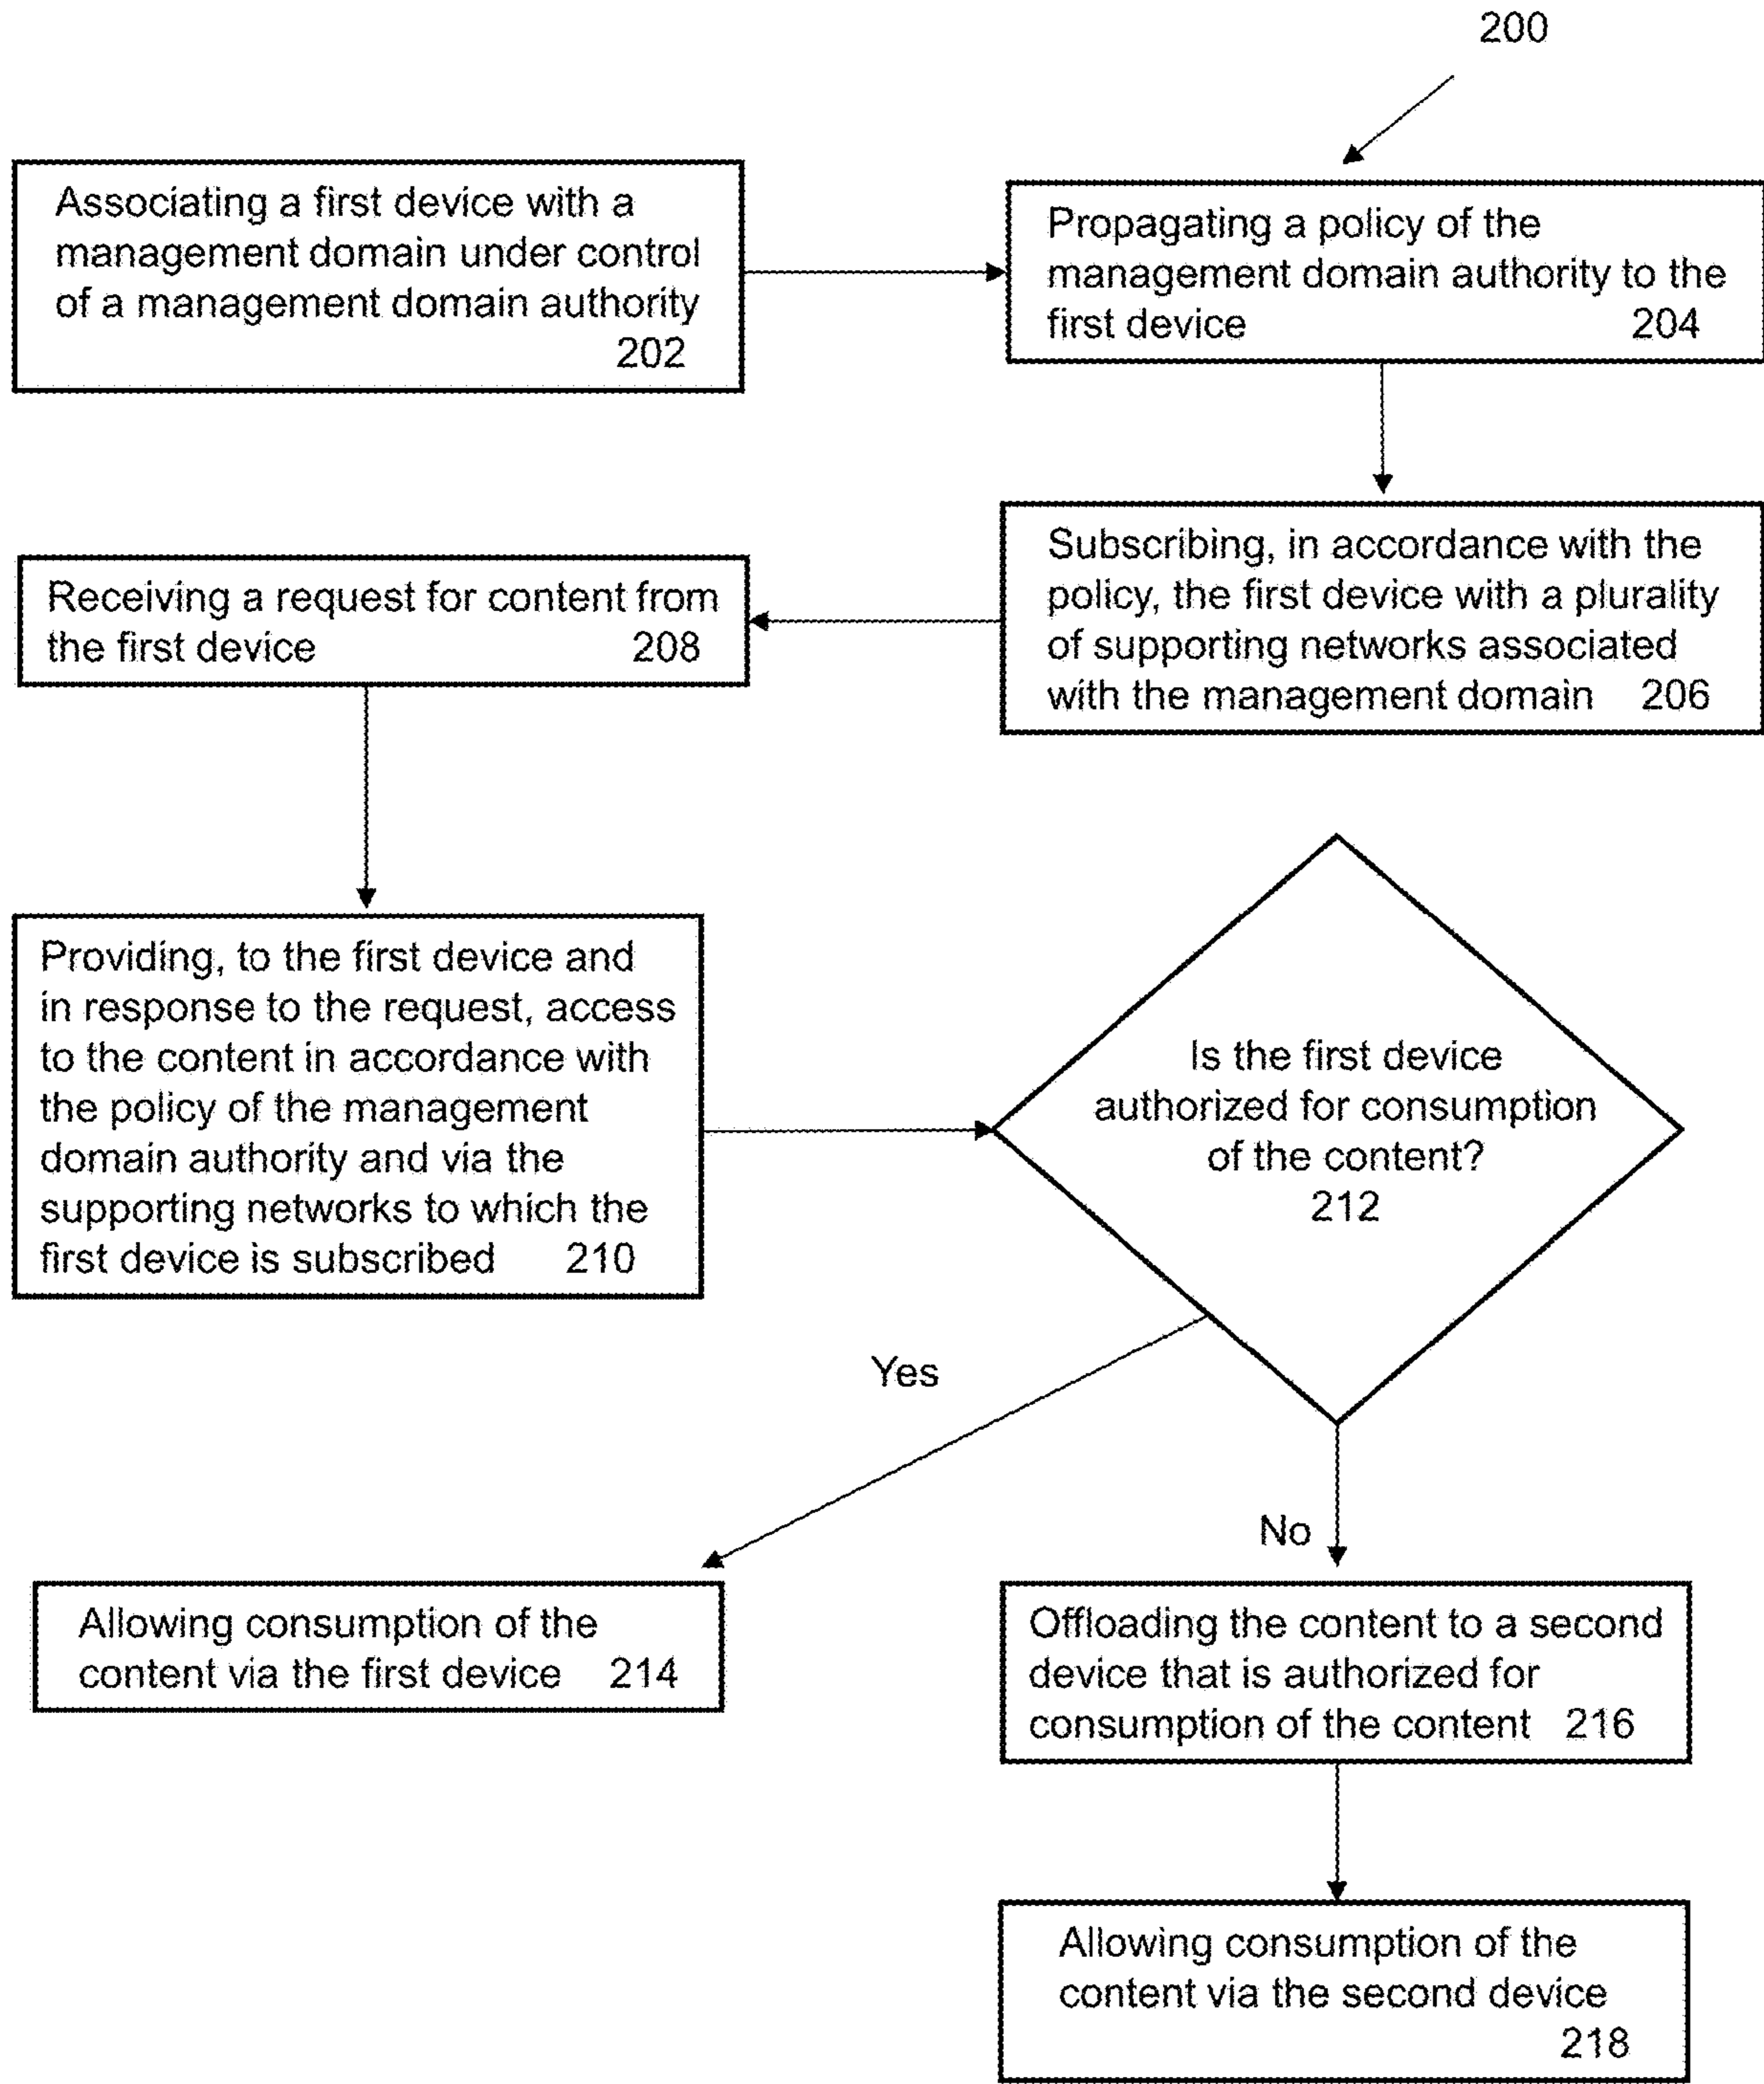 200
Associating a first device with a
management domain under control
of a management domain authority
202
Propagating a policy of the
management domain authority to the
first device 204
Subscribing, in accordance with the
policy, the first device with a plurality
of supporting networks associated
with the management domain 206
Receiving a request for content from
the first device 208
Providing, to the first device and
in response to the request, access
to the content in accordance with
the policy of the management
domain authority and via the
supporting networks to which the
first device is subscribed 210
Is the first device
authorized for consumption
of the content?
212
Yes
No
Allowing consumption of the
content via the first device 214
Offloading the content to a second
device that is authorized for
consumption of the content 216
Allowing consumption of the
content via the second device
218